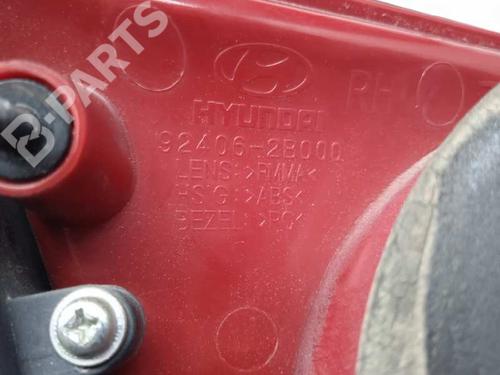 B-PARTS
RH
HYUNDAI
92406-2B000
LENS:>PMMA<
HSG:>ABS<
BEZEL:>PC<